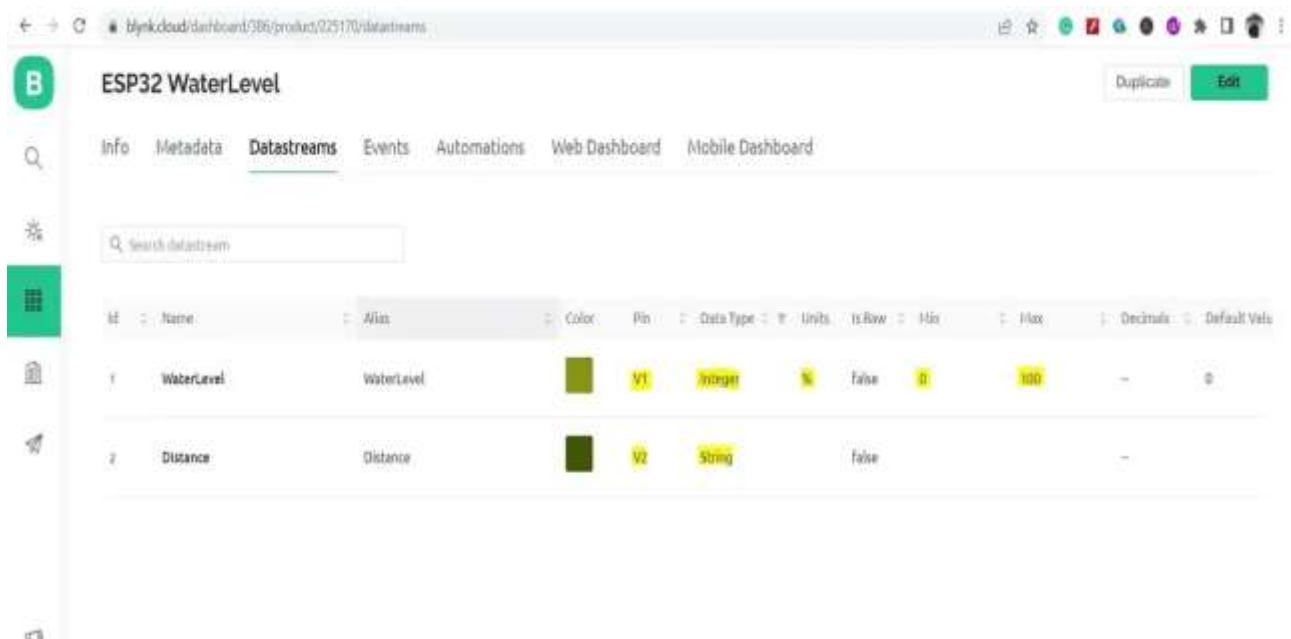 blynk.cloud/dashboard/386/product/225170/datastreams
B
ESP32 WaterLevel
Duplicate
Edit
Info Metadata Datastreams Events Automations Web Dashboard Mobile Dashboard
Search datastream
Id Name Alias Color Pin Data Type Units Is Raw Min Max Decimals Default Valu
1 WaterLevel WaterLevel V1 Integer % false 0 100 -- 0
2 Distance Distance V2 String false --